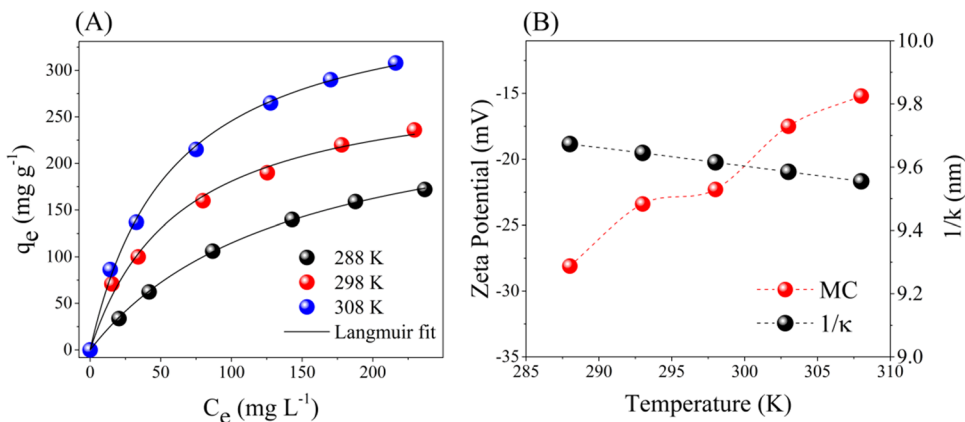 (A)
300
250
200
150
100
50
0
qe (mg g-1)
288 K
298 K
308 K
Langmuir fit
0 50 100 150 200
Ce (mg L-1)
(B)
-15
-20
-25
-30
-35
Zeta Potential (mV)
MC
1/κ
10.0
9.8
9.6
9.4
9.2
9.0
1/k (nm)
285 290 295 300 305 310
Temperature (K)